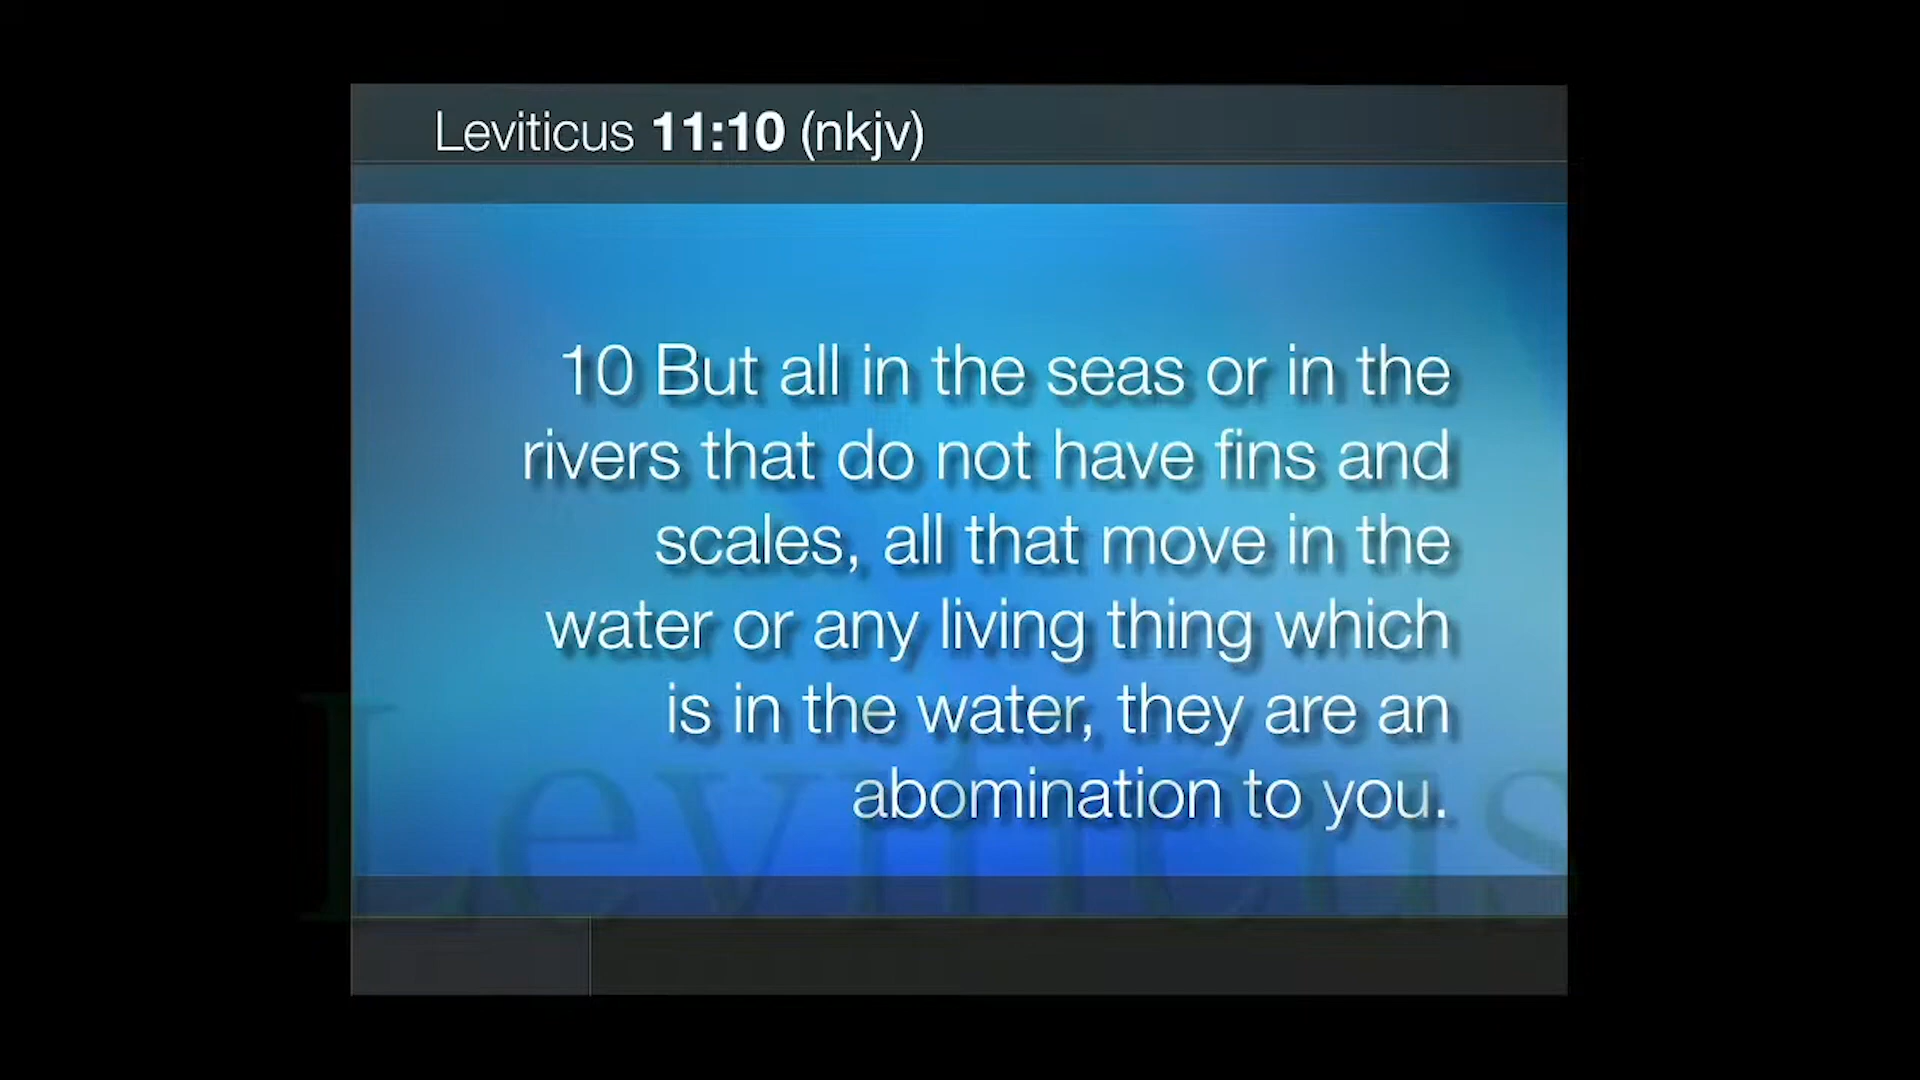 Leviticus 11:10 (nkjv)
10 But all in the seas or in the
rivers that do not have fins and
scales, all that move in the
water or any living thing which
is in the water, they are an
abomination to you.
Leviticus